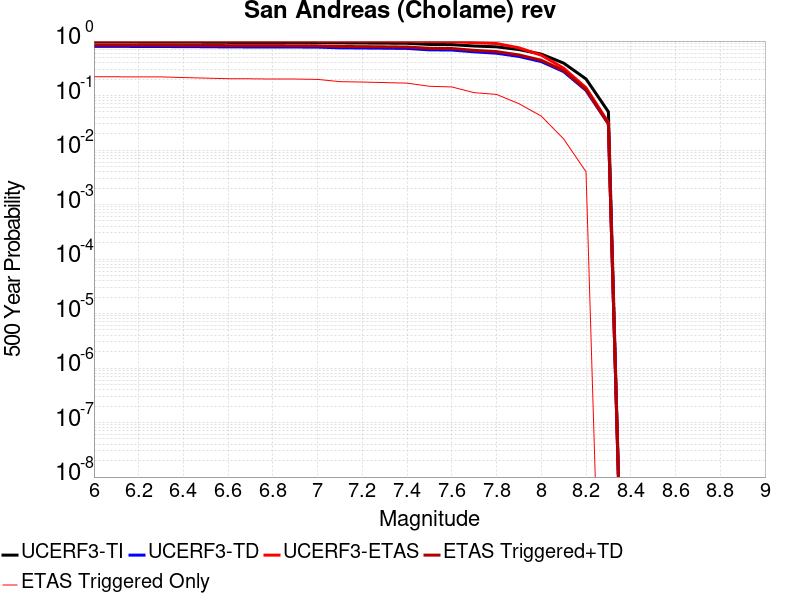 San Andreas (Cholame) rev
10^0
10^-1
10^-2
10^-3
10^-4
10^-5
10^-6
10^-7
10^-8
500 Year Probability
6 6.2 6.4 6.6 6.8 7 7.2 7.4 7.6 7.8 8 8.2 8.4 8.6 8.8 9
Magnitude
UCERF3-TI UCERF3-TD UCERF3-ETAS ETAS Triggered+TD
ETAS Triggered Only